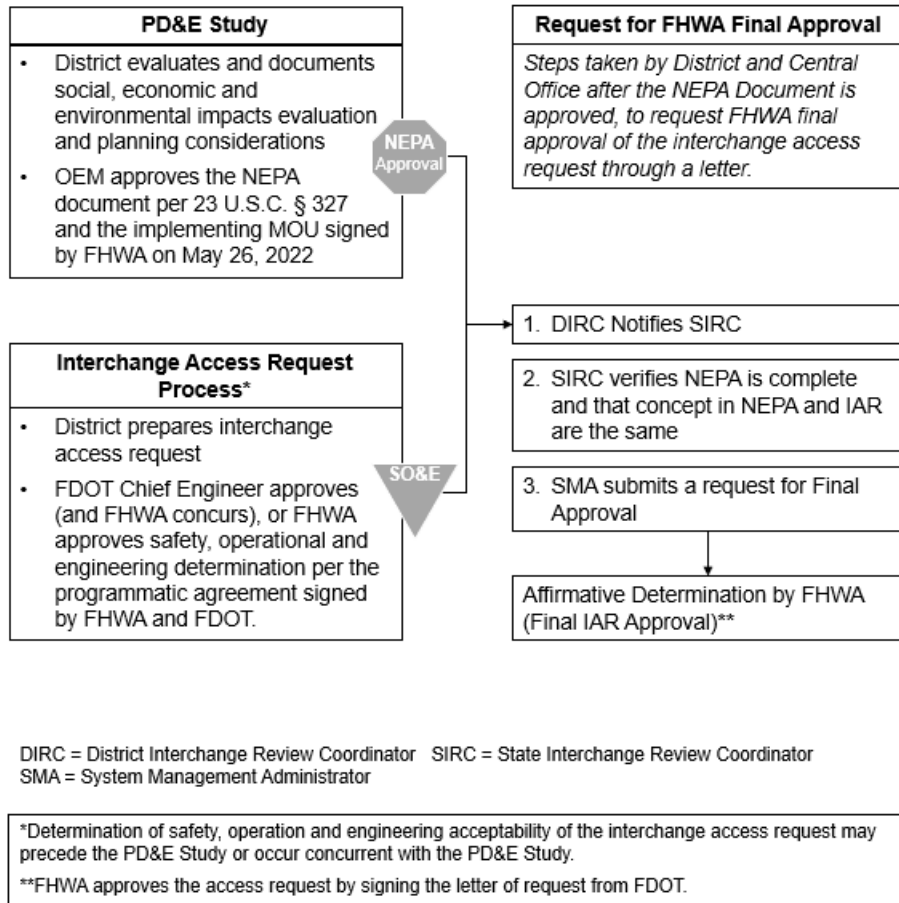 PD&E Study
• District evaluates and documents
social, economic and
environmental impacts evaluation
and planning considerations
• OEM approves the NEPA
document per 23 U.S.C. § 327
and the implementing MOU signed
by FHWA on May 26, 2022
NEPA
Approval
Request for FHWA Final Approval
Steps taken by District and Central
Office after the NEPA Document is
approved, to request FHWA final
approval of the interchange access
request through a letter.
Interchange Access Request
Process*
• District prepares interchange
access request
• FDOT Chief Engineer approves
(and FHWA concurs), or FHWA
approves safety, operational and
engineering determination per the
programmatic agreement signed
by FHWA and FDOT.
SO&E
1. DIRC Notifies SIRC
2. SIRC verifies NEPA is complete
and that concept in NEPA and IAR
are the same
3. SMA submits a request for Final
Approval
Affirmative Determination by FHWA
(Final IAR Approval)**
DIRC = District Interchange Review Coordinator SIRC = State Interchange Review Coordinator
SMA = System Management Administrator
*Determination of safety, operation and engineering acceptability of the interchange access request may
precede the PD&E Study or occur concurrent with the PD&E Study.
**FHWA approves the access request by signing the letter of request from FDOT.